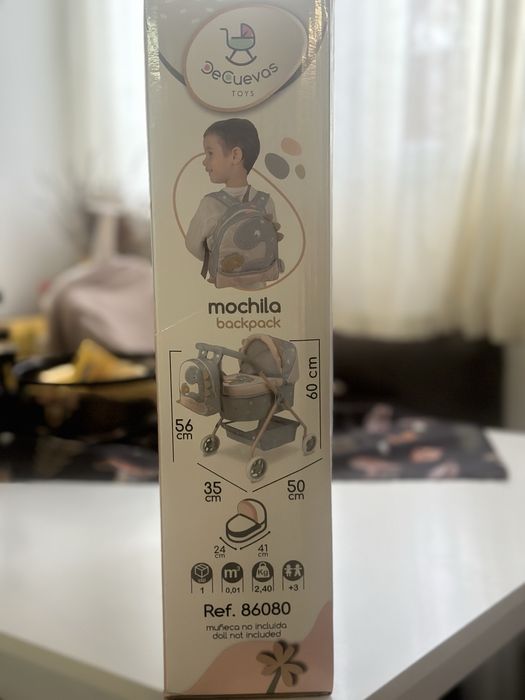 DeCuevas
TOYS
mochila
backpack
60 cm
56
cm
35
cm
50
cm
24
cm
41
cm
m³
Kg
1
0,01
2,40
+3
Ref. 86080
muñeca no incluida
doll not included